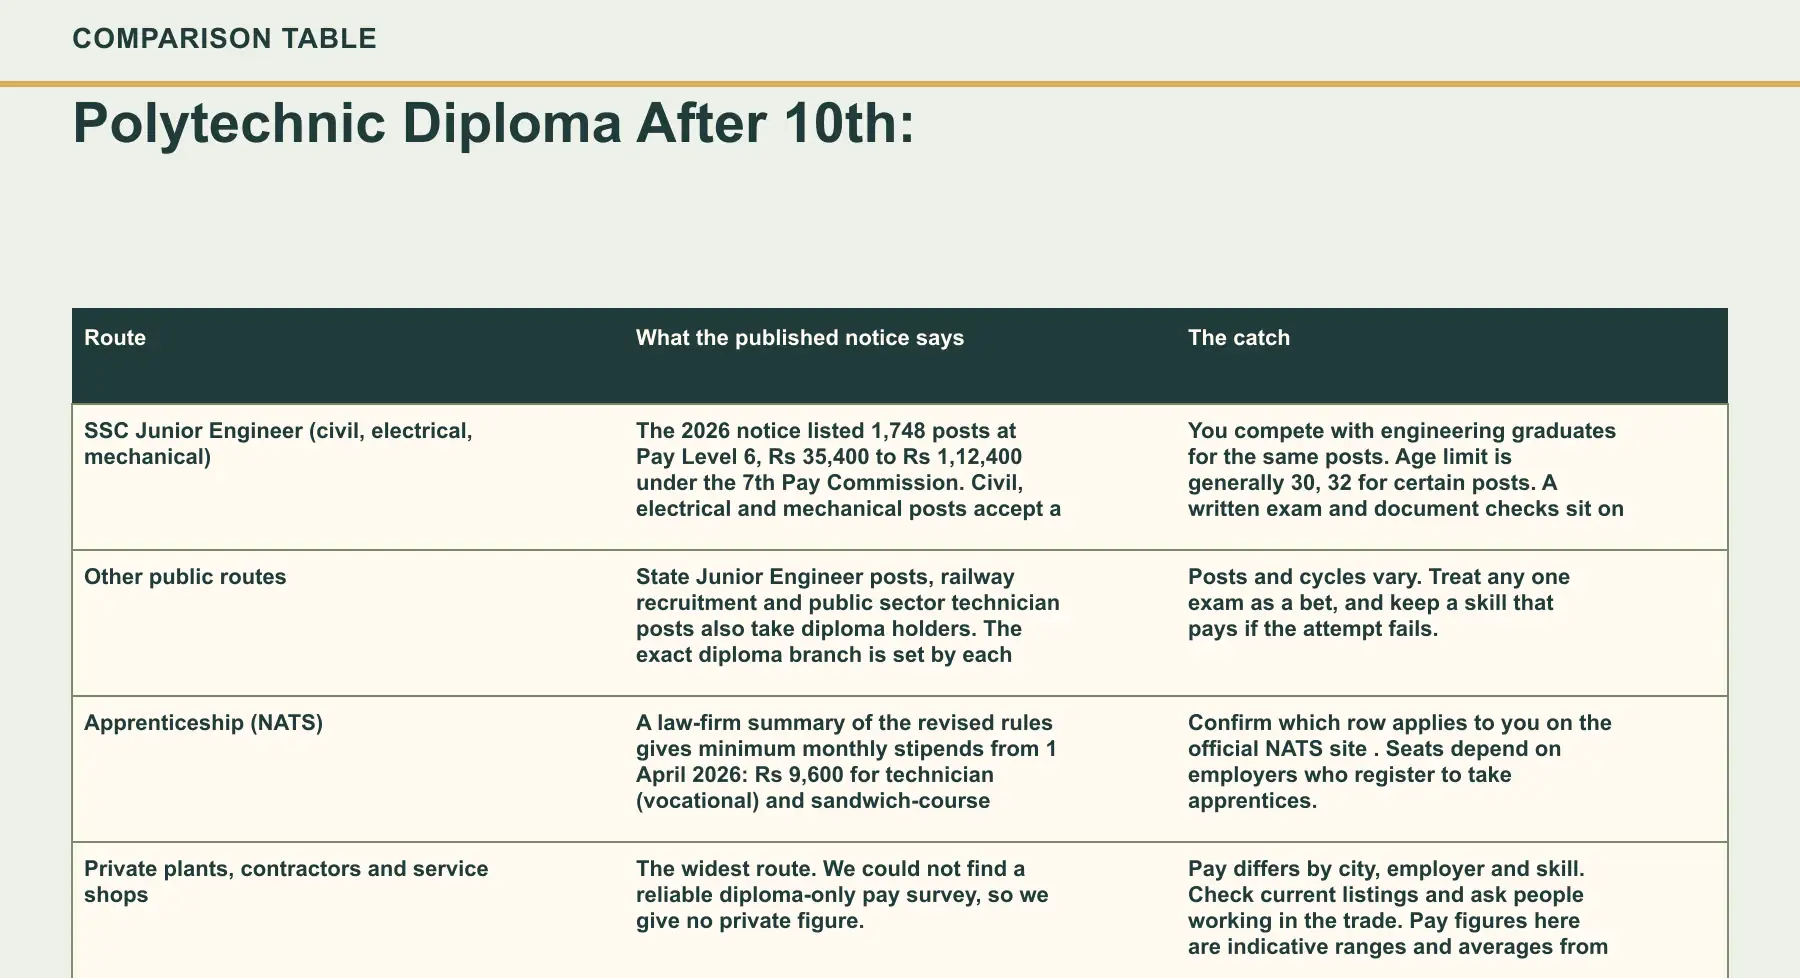 COMPARISON TABLE
Polytechnic Diploma After 10th:
Route
What the published notice says
The catch
SSC Junior Engineer (civil, electrical,
mechanical)
The 2026 notice listed 1,748 posts at
Pay Level 6, Rs 35,400 to Rs 1,12,400
under the 7th Pay Commission. Civil,
electrical and mechanical posts accept a
You compete with engineering graduates
for the same posts. Age limit is
generally 30, 32 for certain posts. A
written exam and document checks sit on
Other public routes
State Junior Engineer posts, railway
recruitment and public sector technician
posts also take diploma holders. The
exact diploma branch is set by each
Posts and cycles vary. Treat any one
exam as a bet, and keep a skill that
pays if the attempt fails.
Apprenticeship (NATS)
A law-firm summary of the revised rules
gives minimum monthly stipends from 1
April 2026: Rs 9,600 for technician
(vocational) and sandwich-course
Confirm which row applies to you on the
official NATS site . Seats depend on
employers who register to take
apprentices.
Private plants, contractors and service
shops
The widest route. We could not find a
reliable diploma-only pay survey, so we
give no private figure.
Pay differs by city, employer and skill.
Check current listings and ask people
working in the trade. Pay figures here
are indicative ranges and averages from